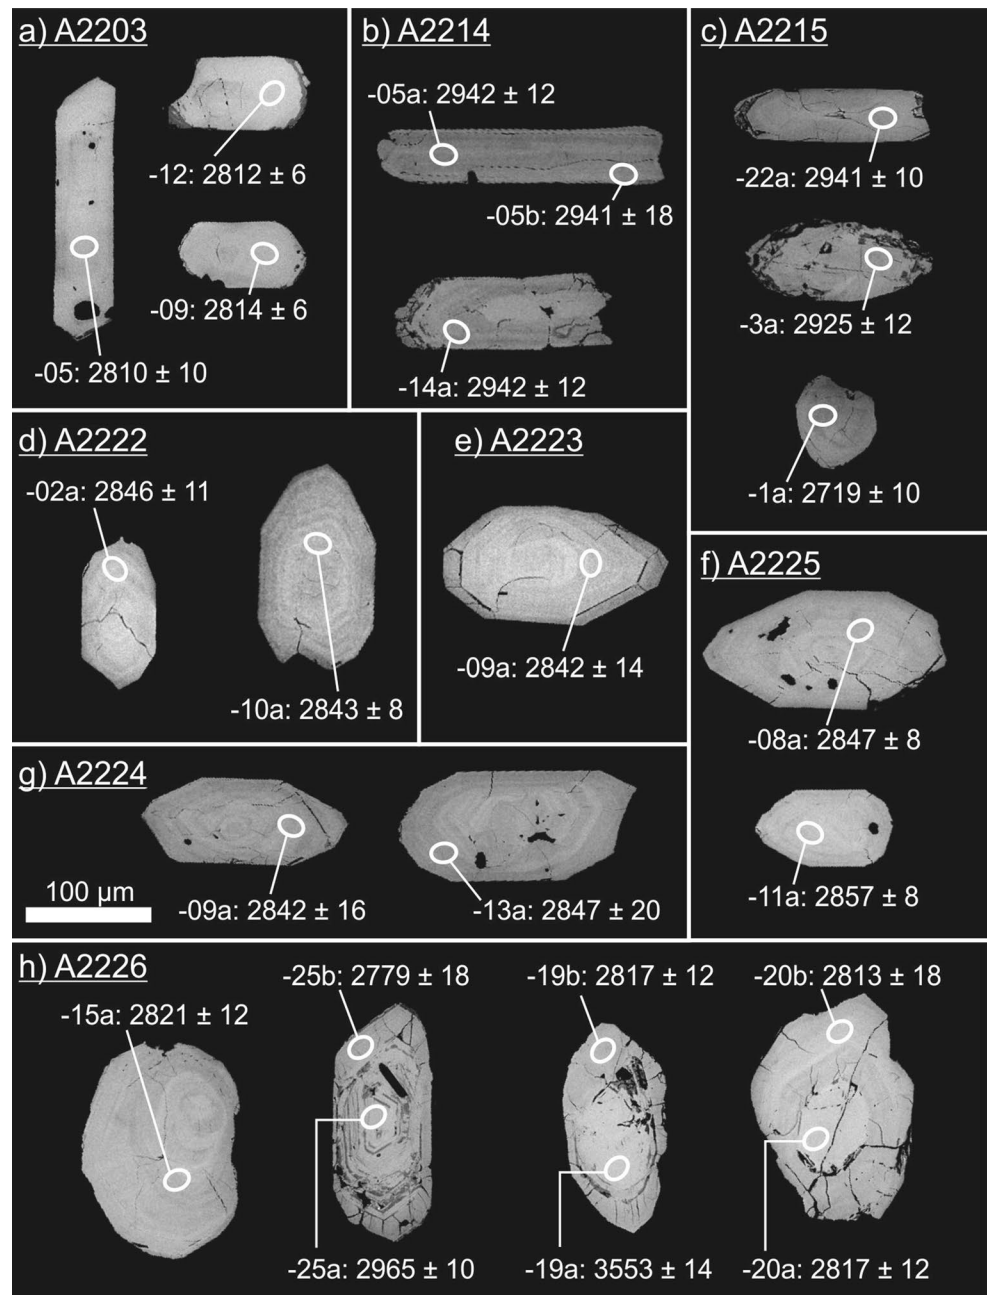 a) A2203
-12: 2812 ± 6
-09: 2814 ± 6
-05: 2810 ± 10
b) A2214
-05a: 2942 ± 12
-05b: 2941 ± 18
-14a: 2942 ± 12
c) A2215
-22a: 2941 ± 10
-3a: 2925 ± 12
-1a: 2719 ± 10
d) A2222
-02a: 2846 ± 11
-10a: 2843 ± 8
e) A2223
-09a: 2842 ± 14
f) A2225
-08a: 2847 ± 8
-11a: 2857 ± 8
g) A2224
100 µm
-09a: 2842 ± 16
-13a: 2847 ± 20
h) A2226
-15a: 2821 ± 12
-25b: 2779 ± 18
-19b: 2817 ± 12
-20b: 2813 ± 18
-25a: 2965 ± 10
-19a: 3553 ± 14
-20a: 2817 ± 12